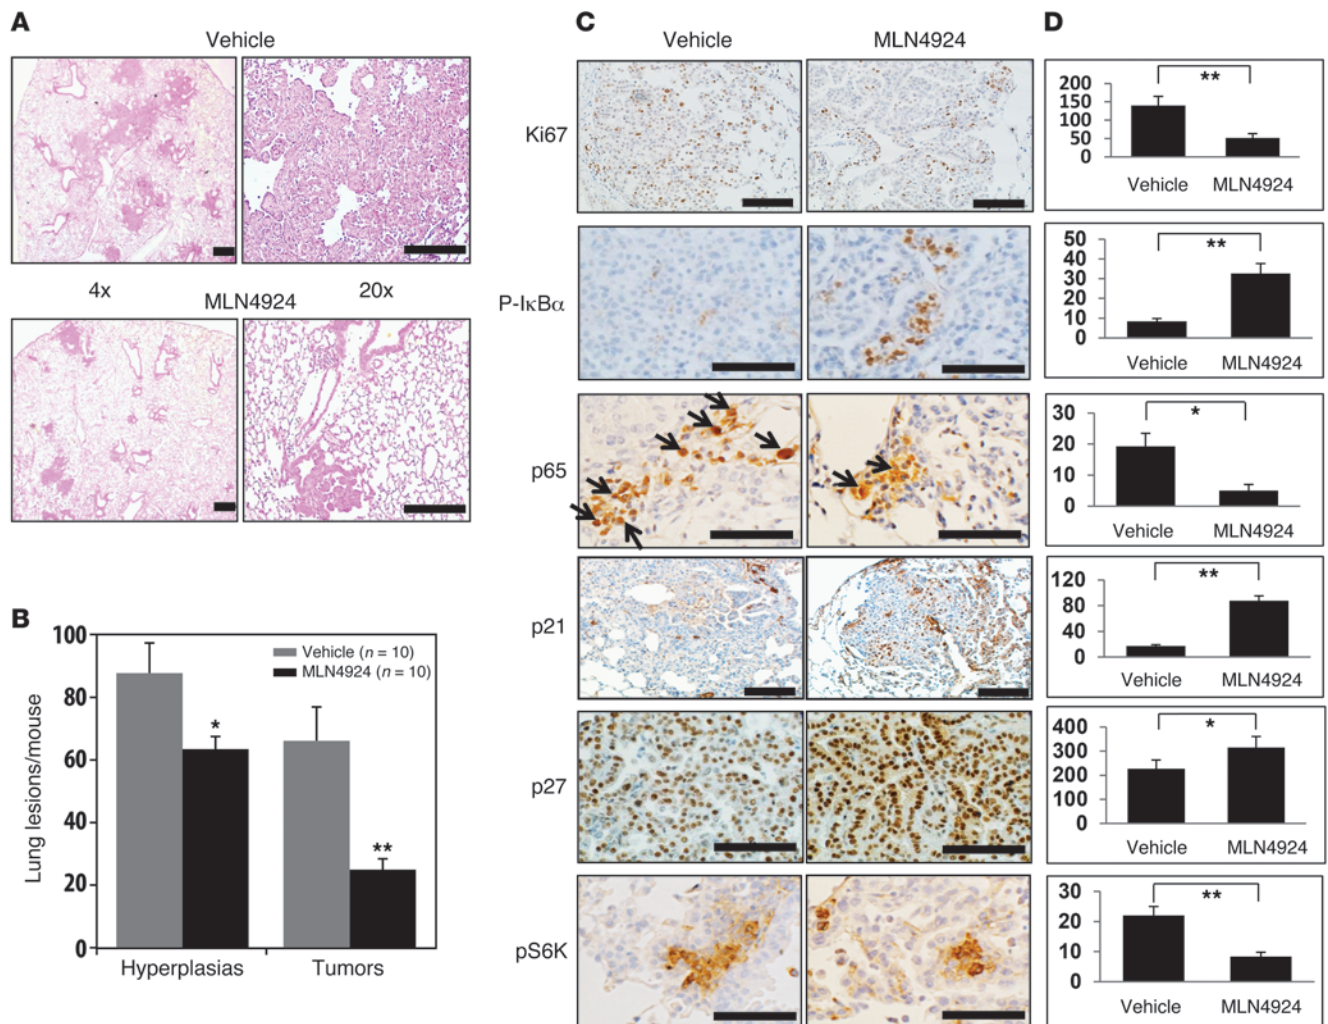 A
Vehicle
4x
MLN4924
20x
B
100
80
60
40
20
0
Lung lesions/mouse
Vehicle (n = 10)
MLN4924 (n = 10)
*
**
Hyperplasias
Tumors
C
Vehicle
MLN4924
Ki67
P-IκBα
p65
p21
p27
pS6K
D
200
150
100
50
0
**
Vehicle
MLN4924
50
40
30
20
10
0
**
Vehicle
MLN4924
30
20
10
0
*
Vehicle
MLN4924
120
80
40
0
**
Vehicle
MLN4924
400
300
200
100
0
*
Vehicle
MLN4924
30
20
10
0
**
Vehicle
MLN4924